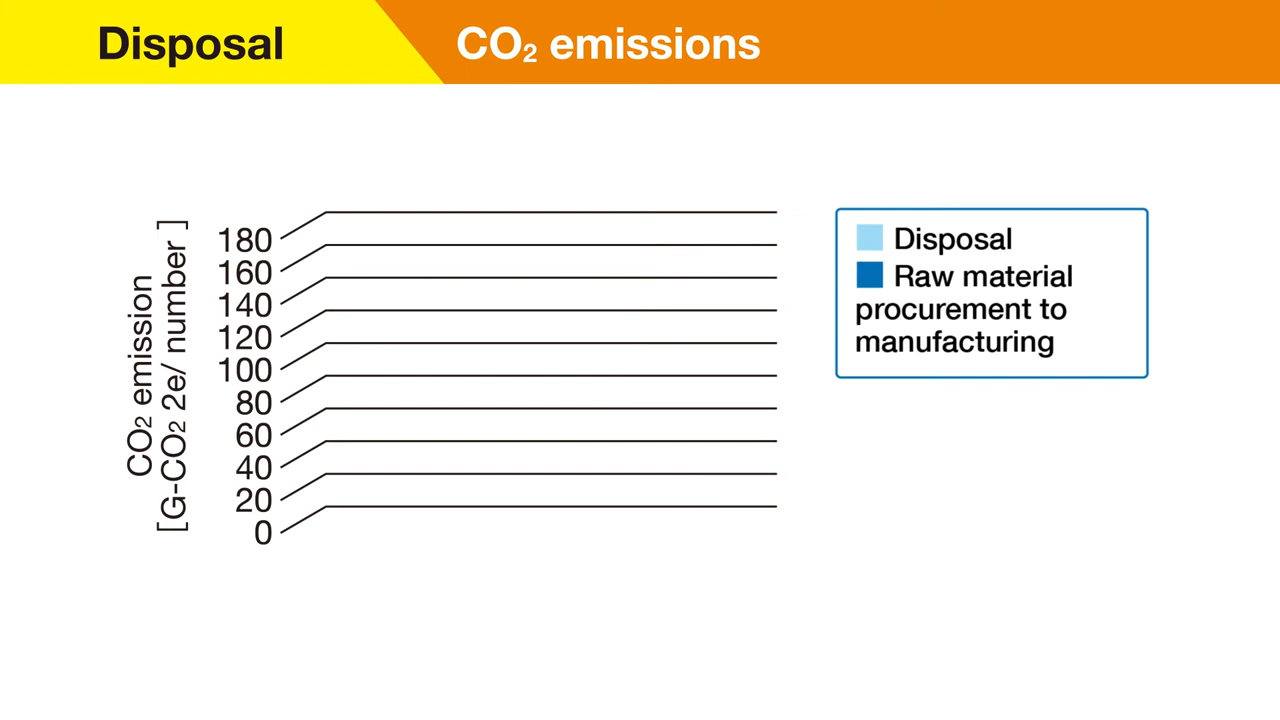 Disposal
CO2 emissions
CO2 emission
[G-CO2 2e/ number ]
180
160
140
120
100
80
60
40
20
0
Disposal
Raw material
procurement to
manufacturing